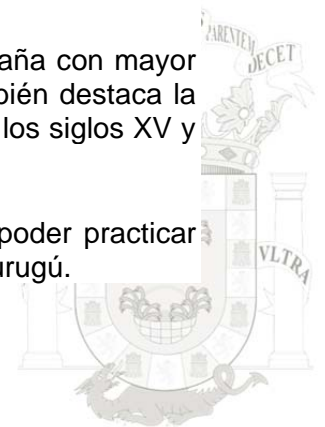 PARENTEM
DECET
aña con mayor
bién destaca la
los siglos XV y
poder practicar
urugú.
VLTRA